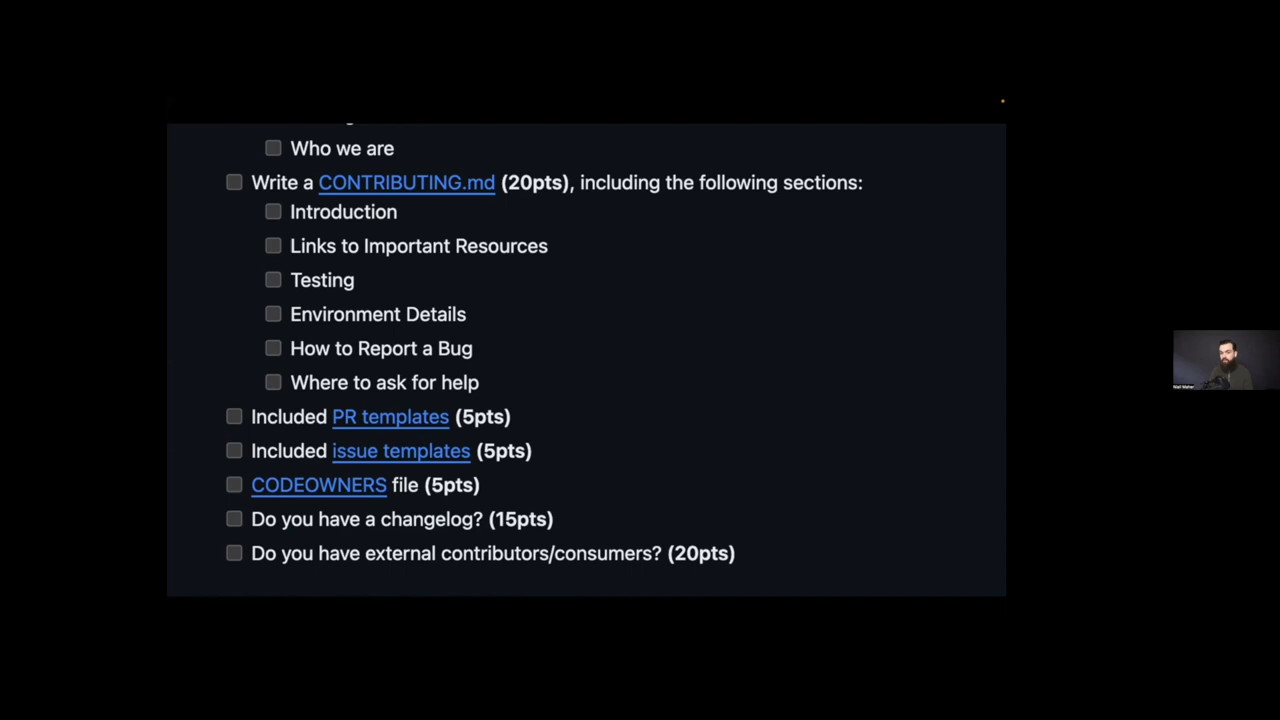 Who we are
Write a CONTRIBUTING.md (20pts), including the following sections:
Introduction
Links to Important Resources
Testing
Environment Details
How to Report a Bug
Where to ask for help
Included PR templates (5pts)
Included issue templates (5pts)
CODEOWNERS file (5pts)
Do you have a changelog? (15pts)
Do you have external contributors/consumers? (20pts)
Niall Maher